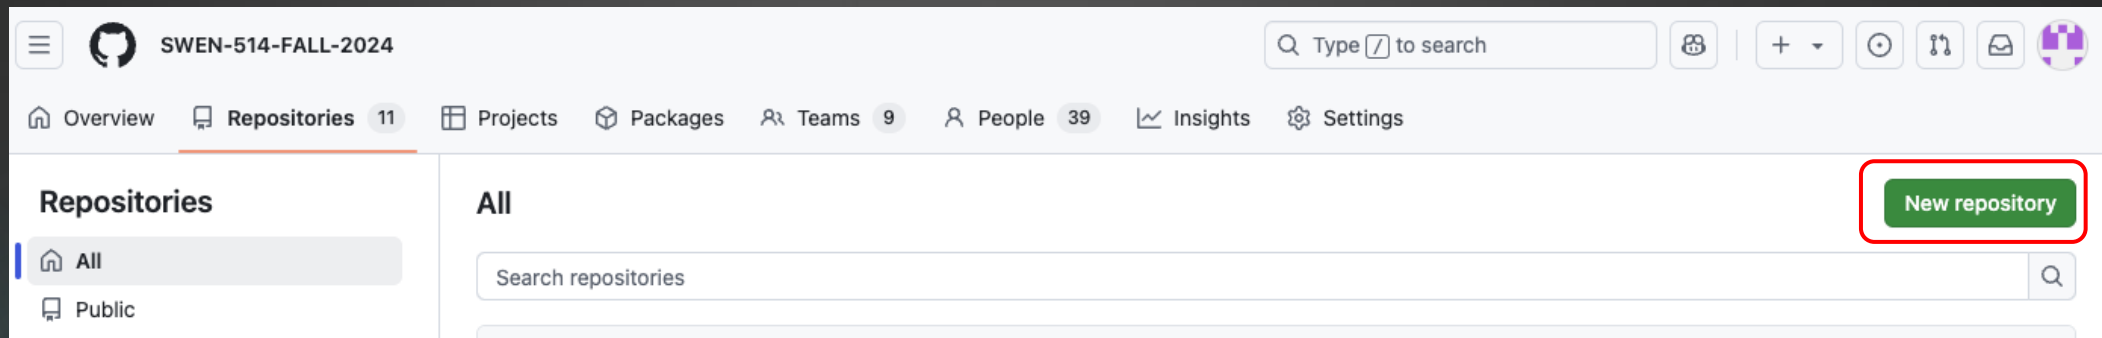 SWEN-514-FALL-2024
Type / to search
Overview Repositories 11 Projects Packages Teams 9 People 39 Insights Settings
Repositories
All
Public
All
New repository
Search repositories